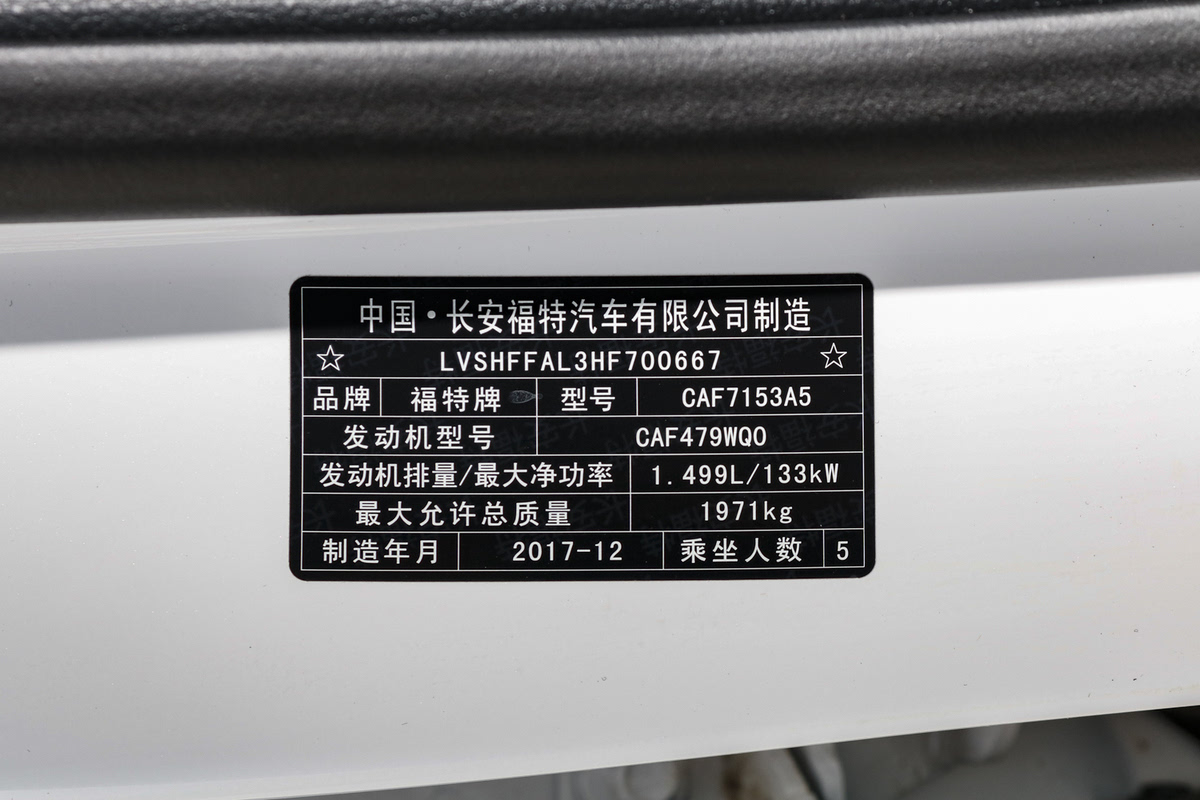 中国·长安福特汽车有限公司制造
☆ LVSHFFAL3HF700667 ☆
品牌 福特牌 型号 CAF7153A5
发动机型号 CAF479WQ0
发动机排量/最大净功率 1.499L/133kW
最大允许总质量 1971kg
制造年月 2017-12 乘坐人数 5